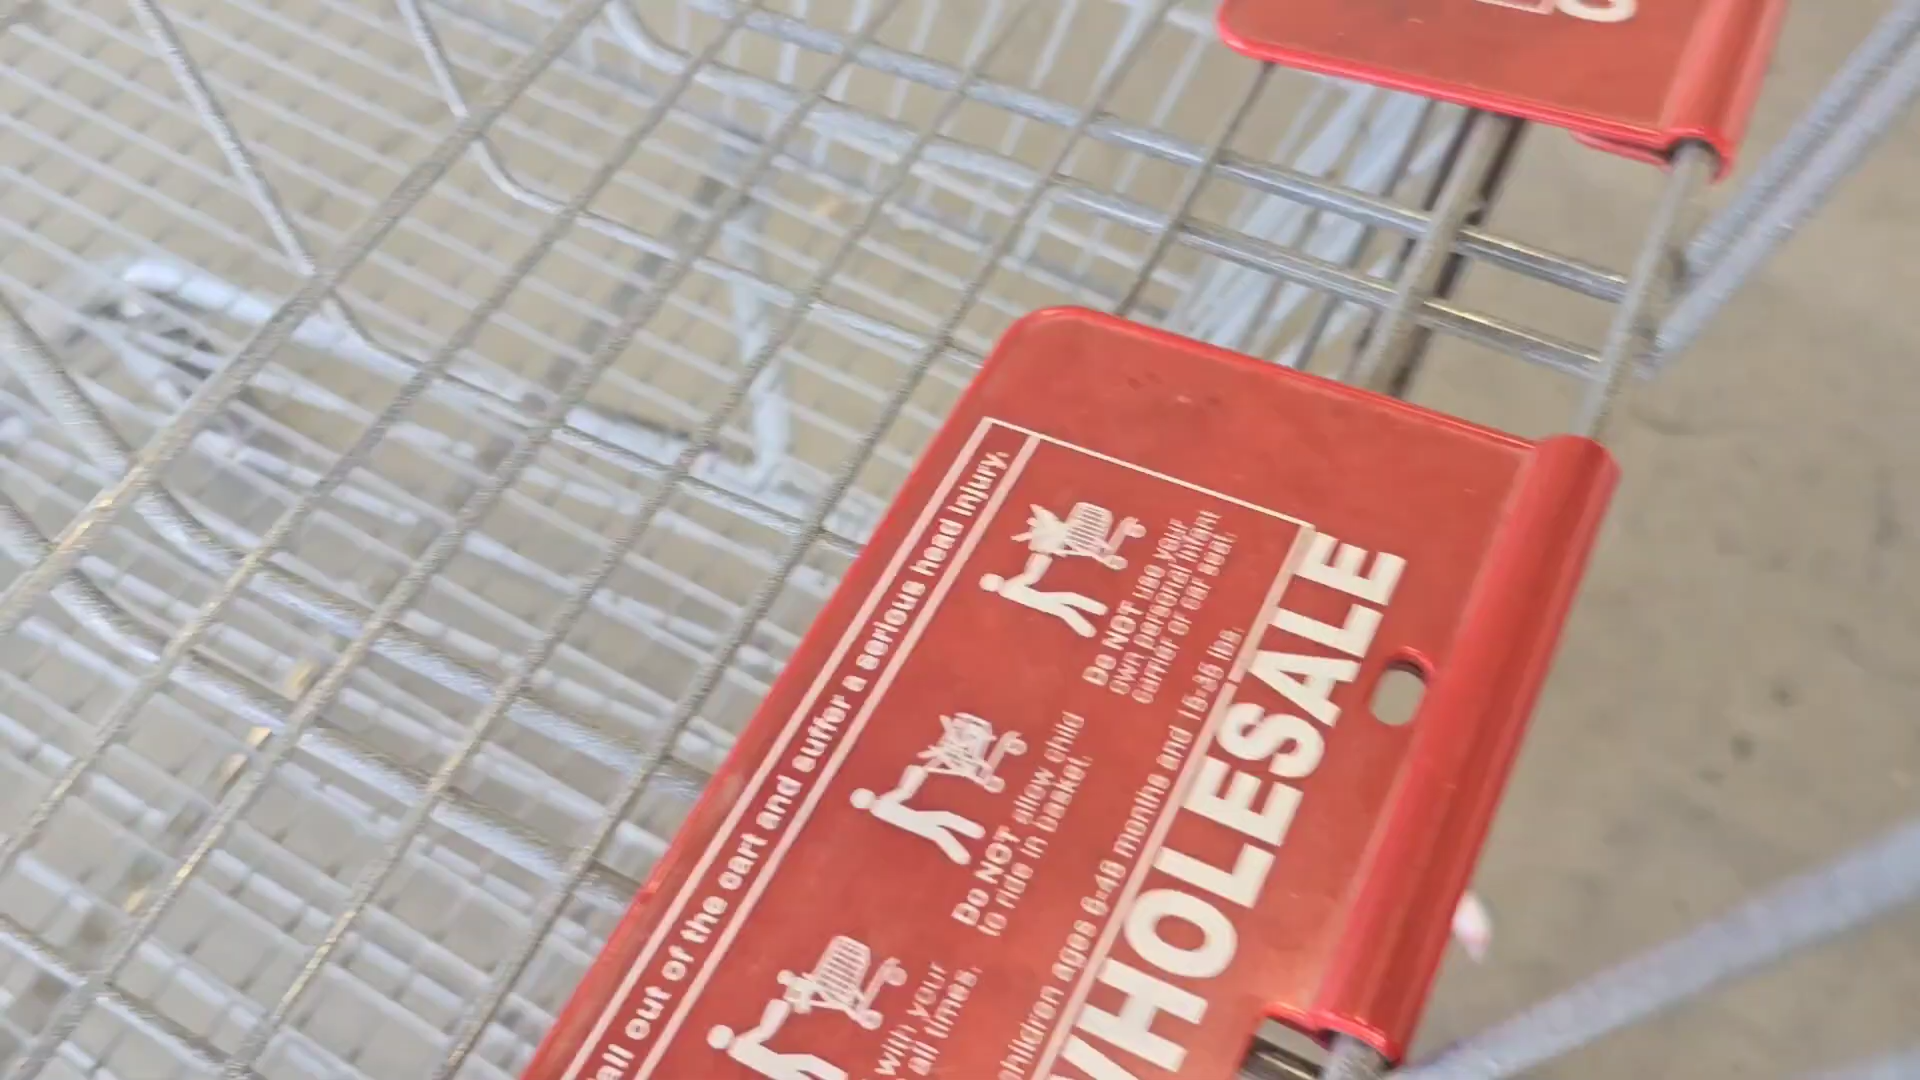 all out of the cart and suffer a serious head injury.
with your
all times.
Do NOT allow child
to ride in basket.
Do NOT use your
own personal infant
carrier or car seat.
children ages 6-48 months and 15-35 lbs.
WHOLESALE